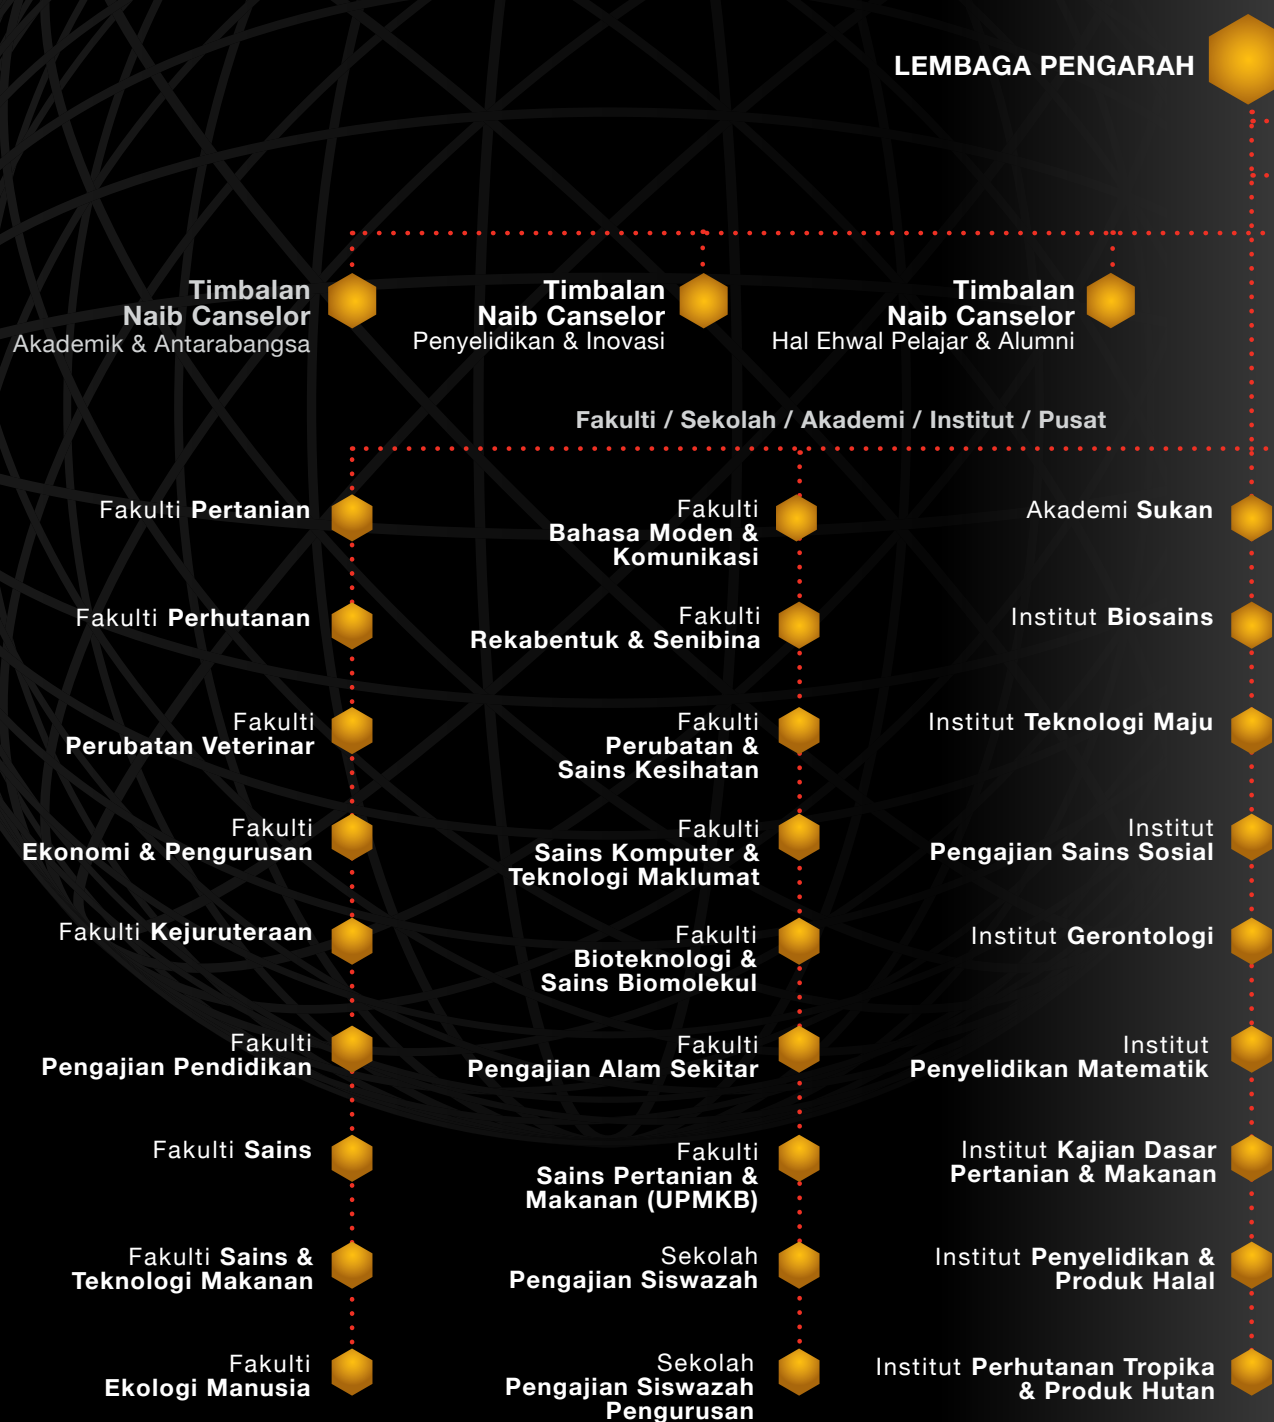 LEMBAGA PENGARAH
Timbalan
Naib Canselor
Akademik & Antarabangsa
Timbalan
Naib Canselor
Penyelidikan & Inovasi
Timbalan
Naib Canselor
Hal Ehwal Pelajar & Alumni
Fakulti / Sekolah / Akademi / Institut / Pusat
Fakulti Pertanian
Fakulti Perhutanan
Fakulti
Perubatan Veterinar
Fakulti
Ekonomi & Pengurusan
Fakulti Kejuruteraan
Fakulti
Pengajian Pendidikan
Fakulti Sains
Fakulti Sains &
Teknologi Makanan
Fakulti
Ekologi Manusia
Fakulti
Bahasa Moden &
Komunikasi
Fakulti
Rekabentuk & Senibina
Fakulti
Perubatan &
Sains Kesihatan
Fakulti
Sains Komputer &
Teknologi Maklumat
Fakulti
Bioteknologi &
Sains Biomolekul
Fakulti
Pengajian Alam Sekitar
Fakulti
Sains Pertanian &
Makanan (UPMKB)
Sekolah
Pengajian Siswazah
Sekolah
Pengajian Siswazah
Pengurusan
Akademi Sukan
Institut Biosains
Institut Teknologi Maju
Institut
Pengajian Sains Sosial
Institut Gerontologi
Institut
Penyelidikan Matematik
Institut Kajian Dasar
Pertanian & Makanan
Institut Penyelidikan &
Produk Halal
Institut Perhutanan Tropika
& Produk Hutan